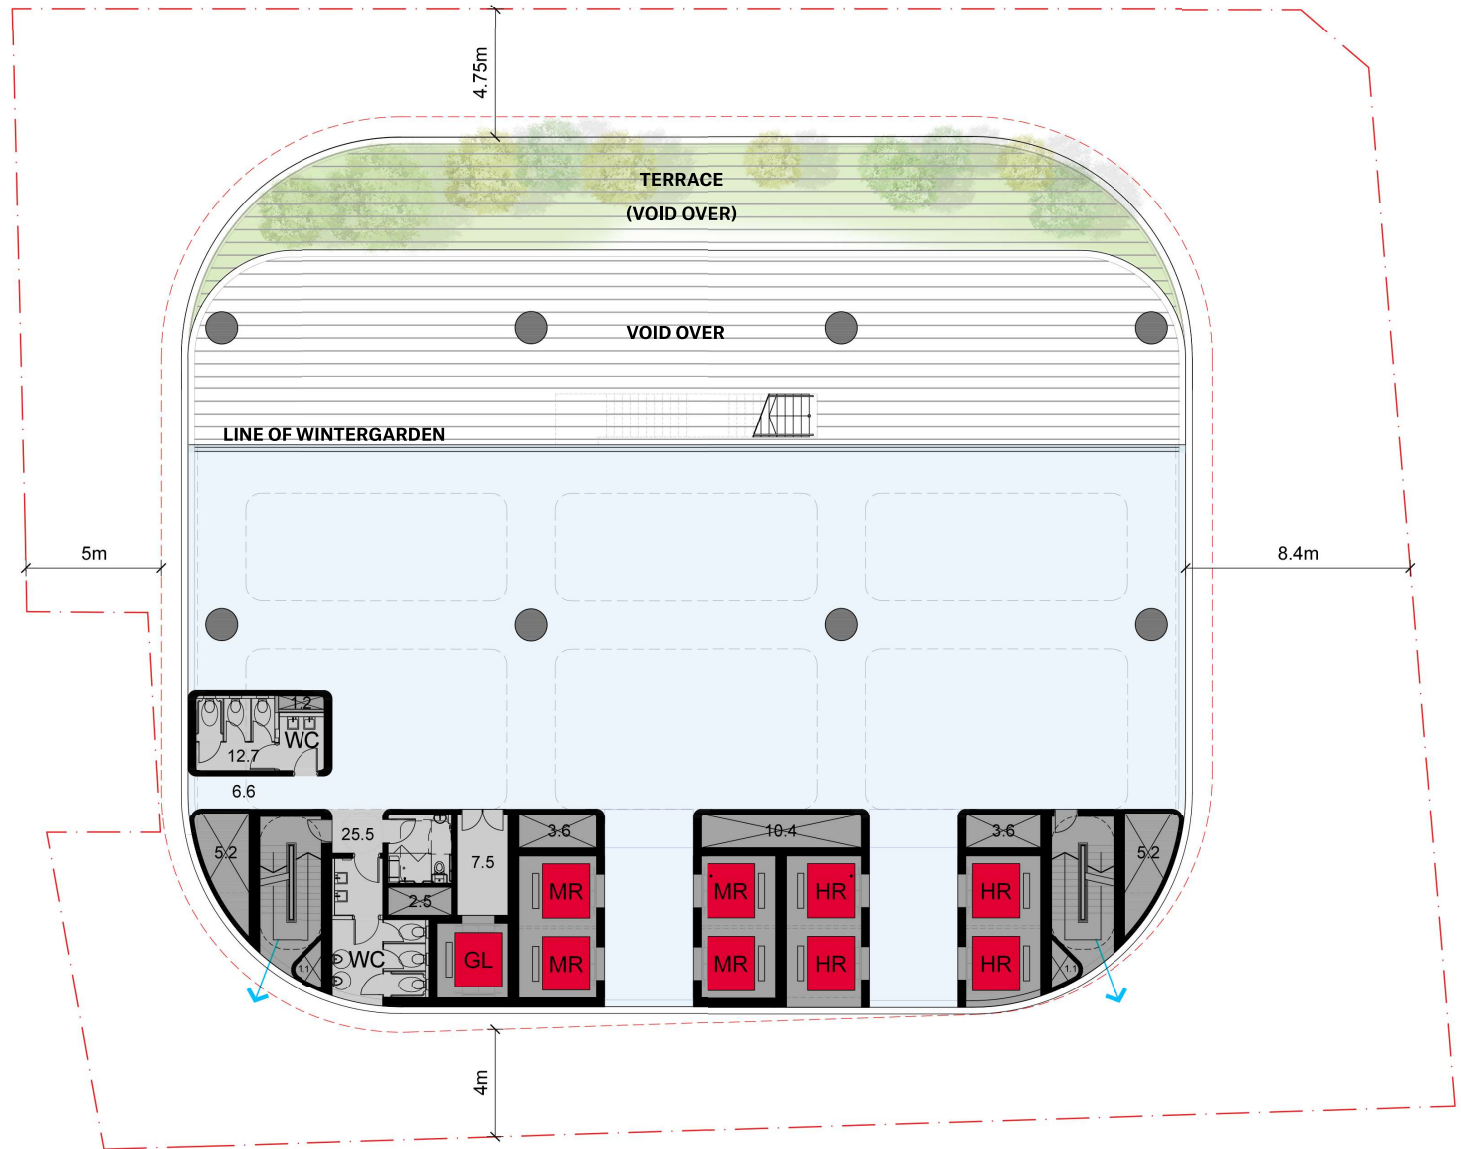 4.75m
TERRACE
(VOID OVER)
VOID OVER
LINE OF WINTERGARDEN
5m
8.4m
1.2
WC
12.7
6.6
25.5
3.6
10.4
3.6
5.2
7.5
5.2
MR
MR
HR
HR
2.5
WC
GL
MR
MR
HR
HR
1.1
1.1
4m